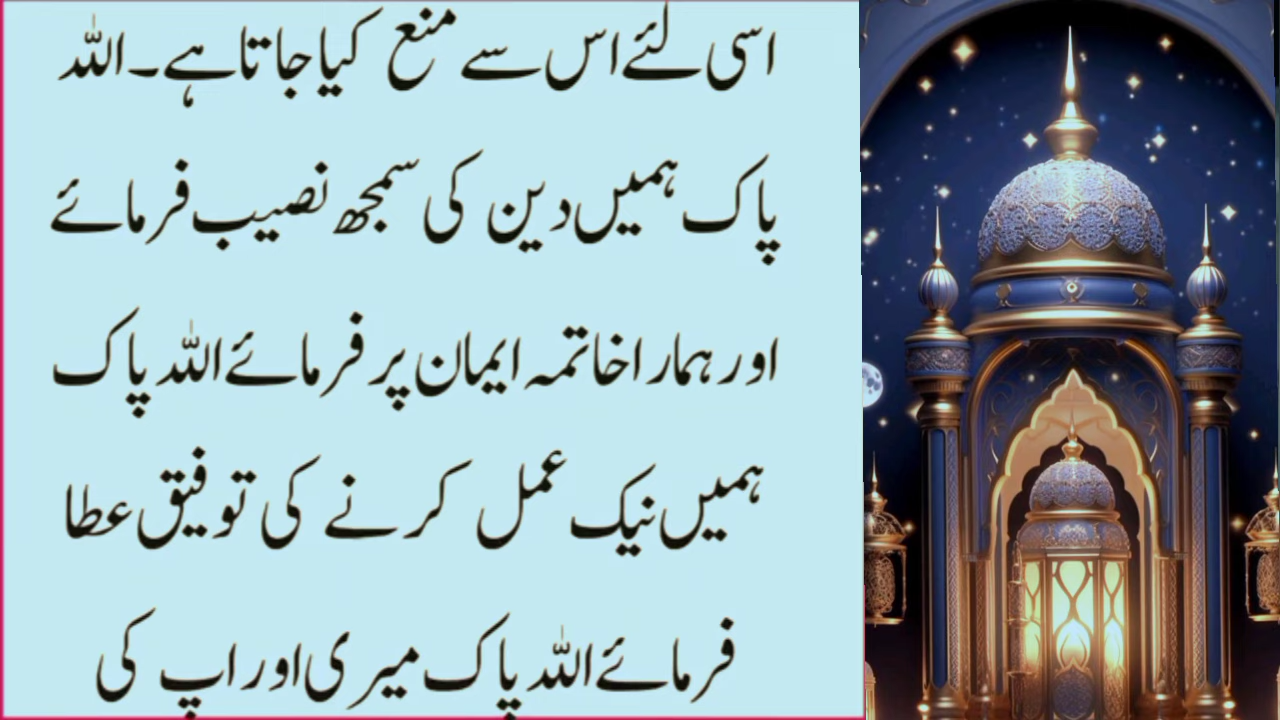 اسی لئے اس سے منع کیا جاتا ہے۔ اللہ
پاک ہمیں دین کی سمجھ نصیب فرمائے
اور ہمارا خاتمہ ایمان پر فرمائے اللہ پاک
ہمیں نیک عمل کرنے کی توفیق عطا
فرمائے اللہ پاک میری اور اپ کی